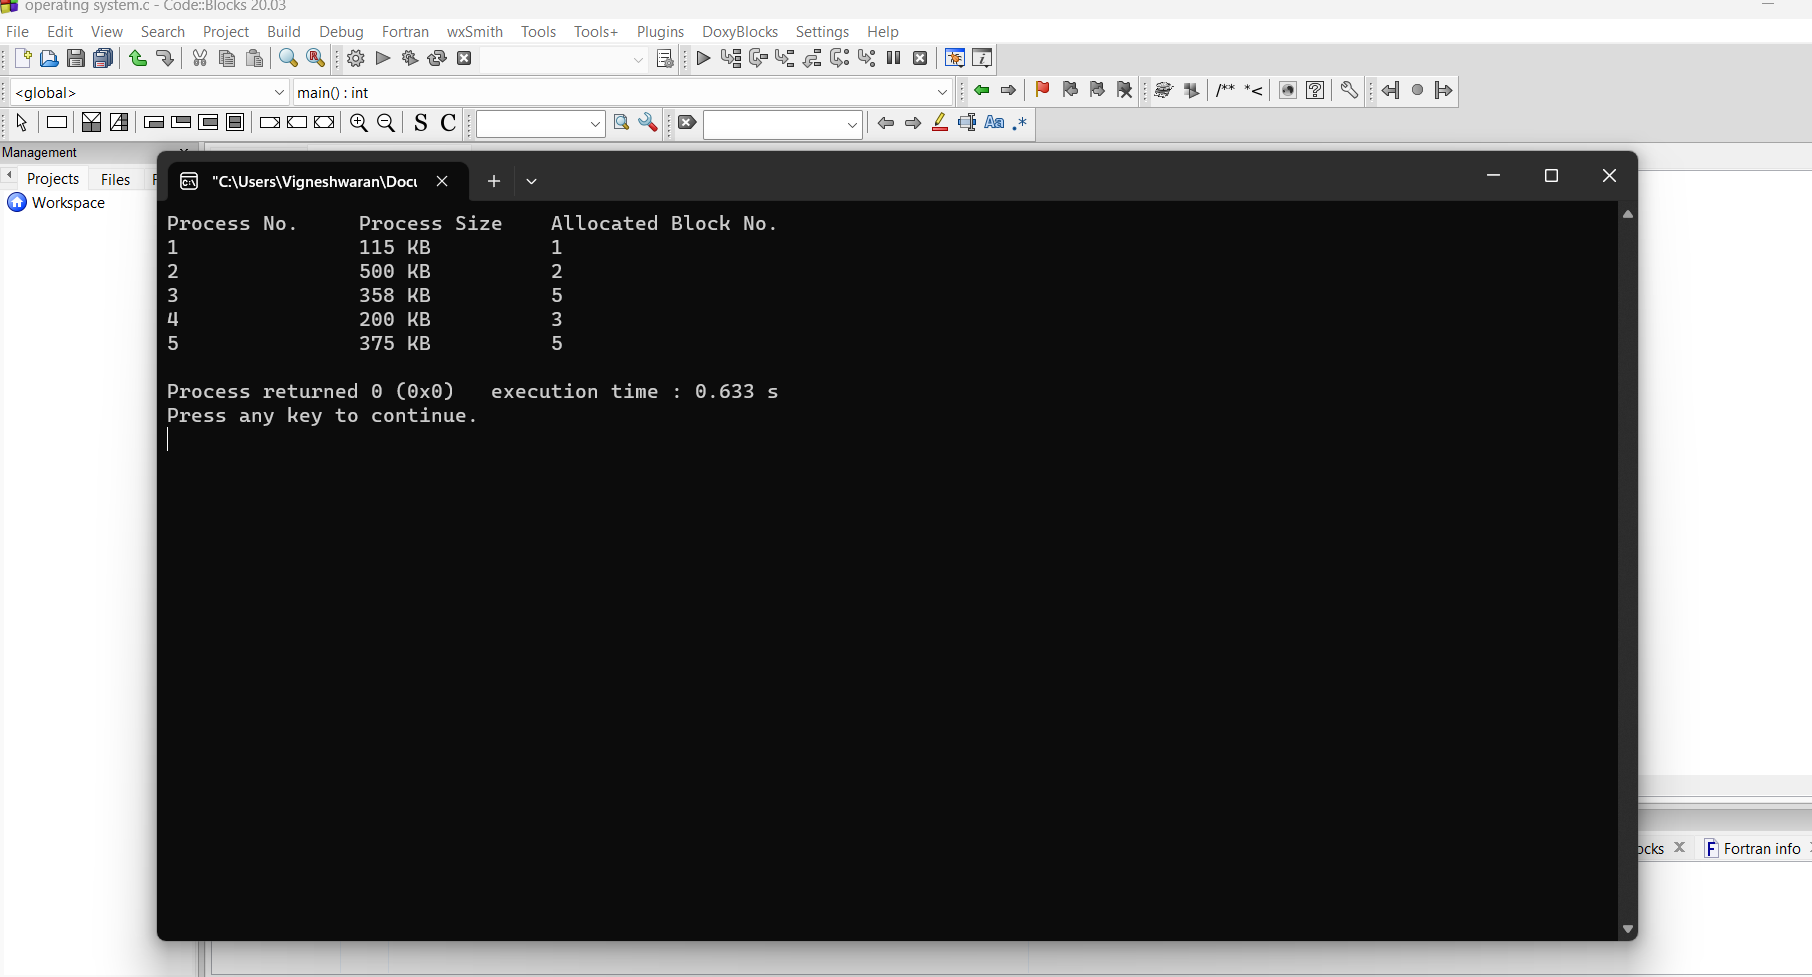 operating system.c - Code::Blocks 20.03
File Edit View Search Project Build Debug Fortran wxSmith Tools Tools+ Plugins DoxyBlocks Settings Help
<global> main() : int
/** *<
S C Aa .*
Management
Projects Files F
Workspace
"C:\Users\Vigneshwaran\Docu
Process No. Process Size Allocated Block No.
1 115 KB 1
2 500 KB 2
3 358 KB 5
4 200 KB 3
5 375 KB 5
Process returned 0 (0x0) execution time : 0.633 s
Press any key to continue.
ocks Fortran info